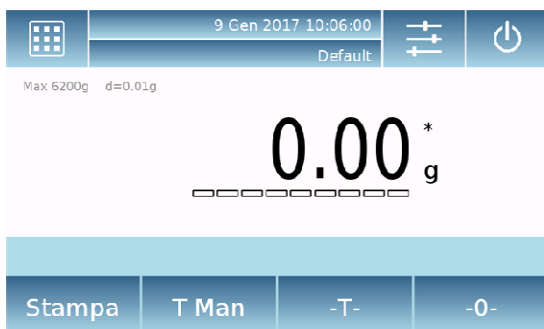 9 Gen 2017 10:06:00
Default
Max 6200g d=0.01g
0.00 *
g
Stampa T Man -T- -0-